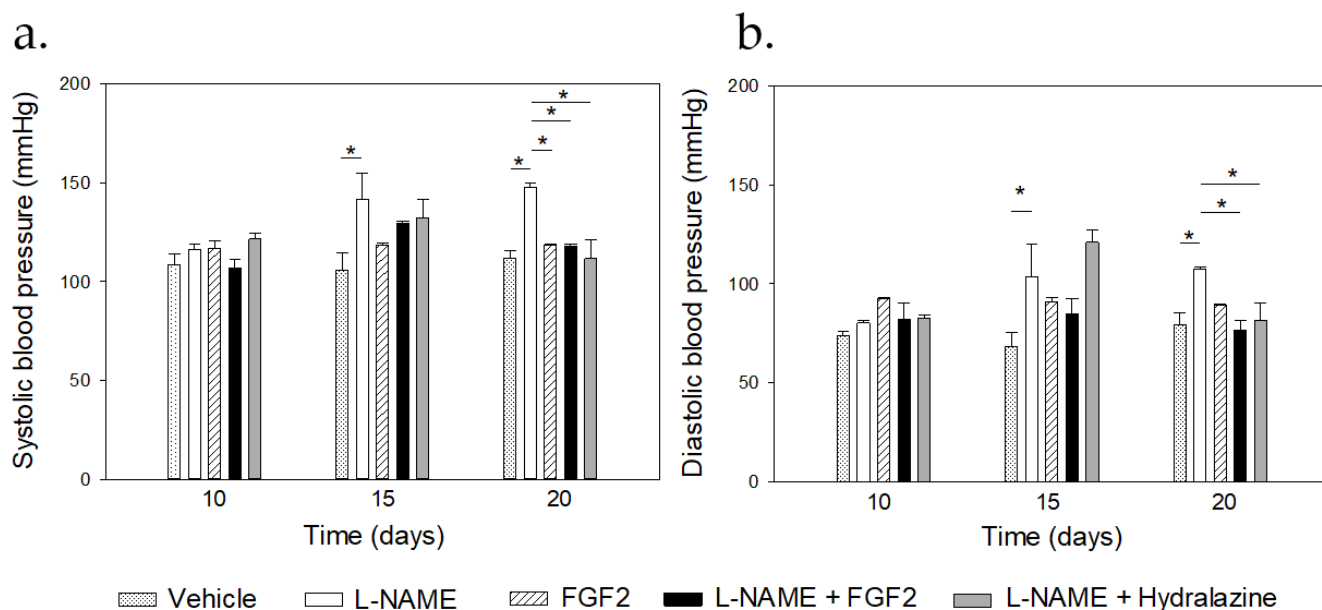 a.
Systolic blood pressure (mmHg)
200
150
100
50
0
*
*
*
*
*
10 15 20
Time (days)
b.
Diastolic blood pressure (mmHg)
200
150
100
50
0
*
*
*
*
10 15 20
Time (days)
Vehicle L-NAME FGF2 L-NAME + FGF2 L-NAME + Hydralazine